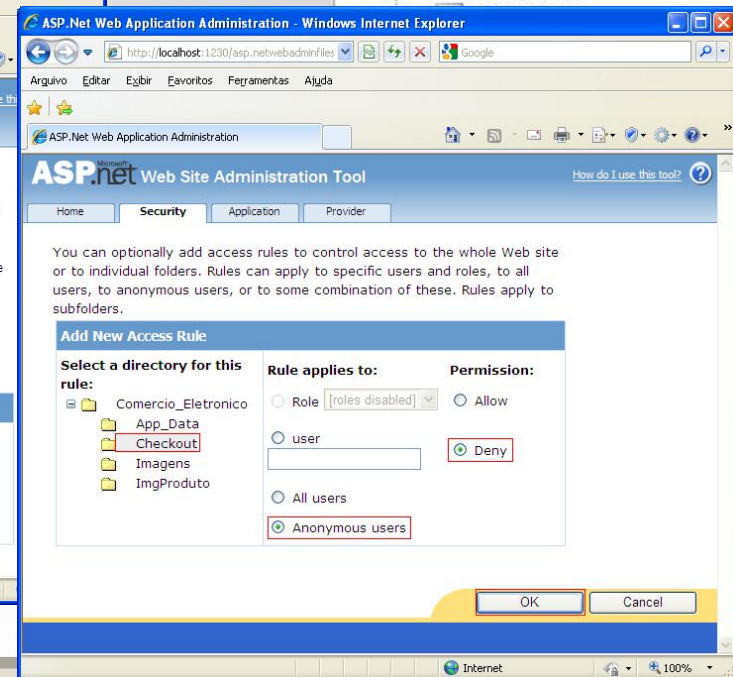 ASP.Net Web Application Administration - Windows Internet Explorer
http://localhost:1230/asp.netwebadminfiles
Google
Arquivo Editar Exibir Favoritos Ferramentas Ajuda
ASP.Net Web Application Administration
»
Microsoft
ASP.net Web Site Administration Tool
How do I use this tool? ?
Home Security Application Provider
You can optionally add access rules to control access to the whole Web site
or to individual folders. Rules can apply to specific users and roles, to all
users, to anonymous users, or to some combination of these. Rules apply to
subfolders.
Add New Access Rule
Select a directory for this
rule:
Comercio_Eletronico
App_Data
Checkout
Imagens
ImgProduto
Rule applies to:
Role [roles disabled]
user
All users
Anonymous users
Permission:
Allow
Deny
OK Cancel
Internet
100%